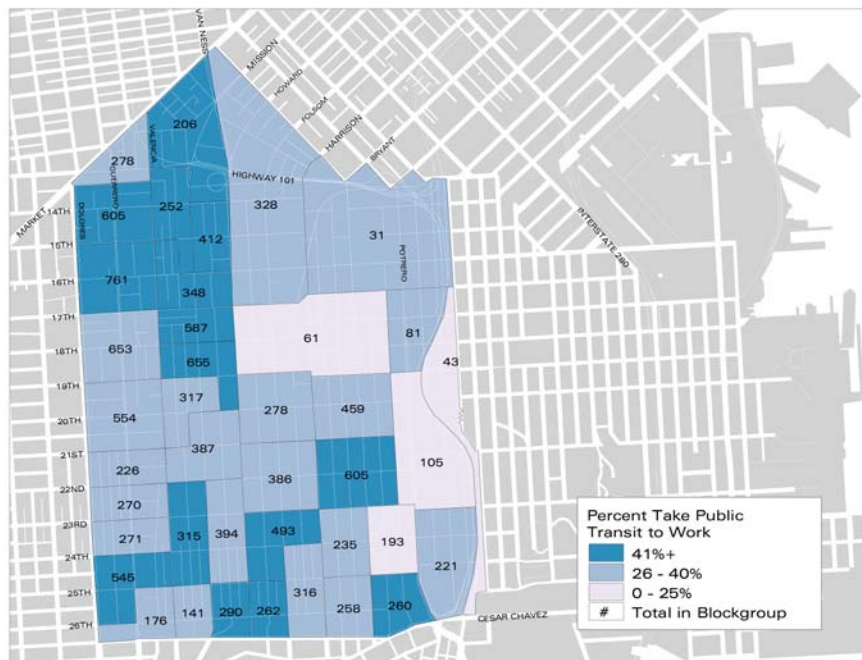 VAN NESS
MISSION
HOWARD
FOLSOM
HARRISON
BRYANT
206
VALENCIA
278
HIGHWAY 101
GUERRERO
DOLORES
MARKET
14TH
605
252
328
INTERSTATE 280
412
31
15TH
POTRERO
16TH
761
348
17TH
587
61
81
18TH
653
655
43
19TH
317
278
459
20TH
554
387
21ST
226
386
605
105
22ND
270
23RD
271
315
394
493
235
193
24TH
545
221
25TH
316
176
141
290
262
258
260
26TH
CESAR CHAVEZ
Percent Take Public
Transit to Work
41%+
26 - 40%
0 - 25%
# Total in Blockgroup